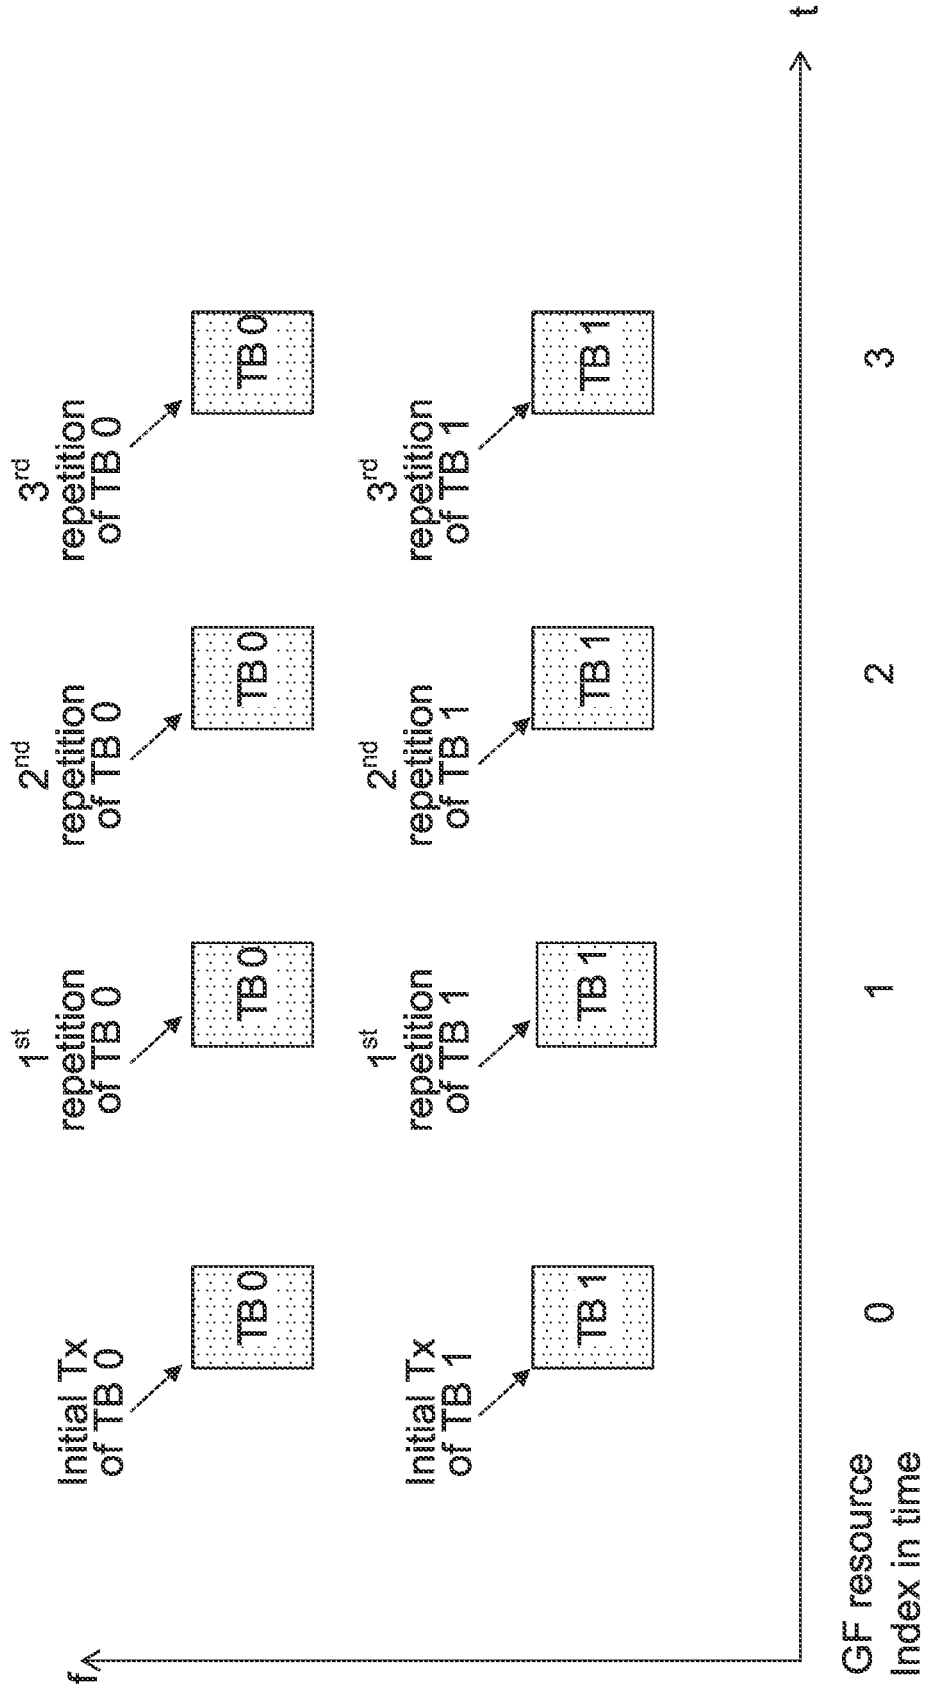 f
Initial Tx
of TB 0
1st
repetition
of TB 0
2nd
repetition
of TB 0
3rd
repetition
of TB 0
TB 0
TB 0
TB 0
TB 0
Initial Tx
of TB 1
1st
repetition
of TB 1
2nd
repetition
of TB 1
3rd
repetition
of TB 1
TB 1
TB 1
TB 1
TB 1
t
GF resource
Index in time
0
1
2
3